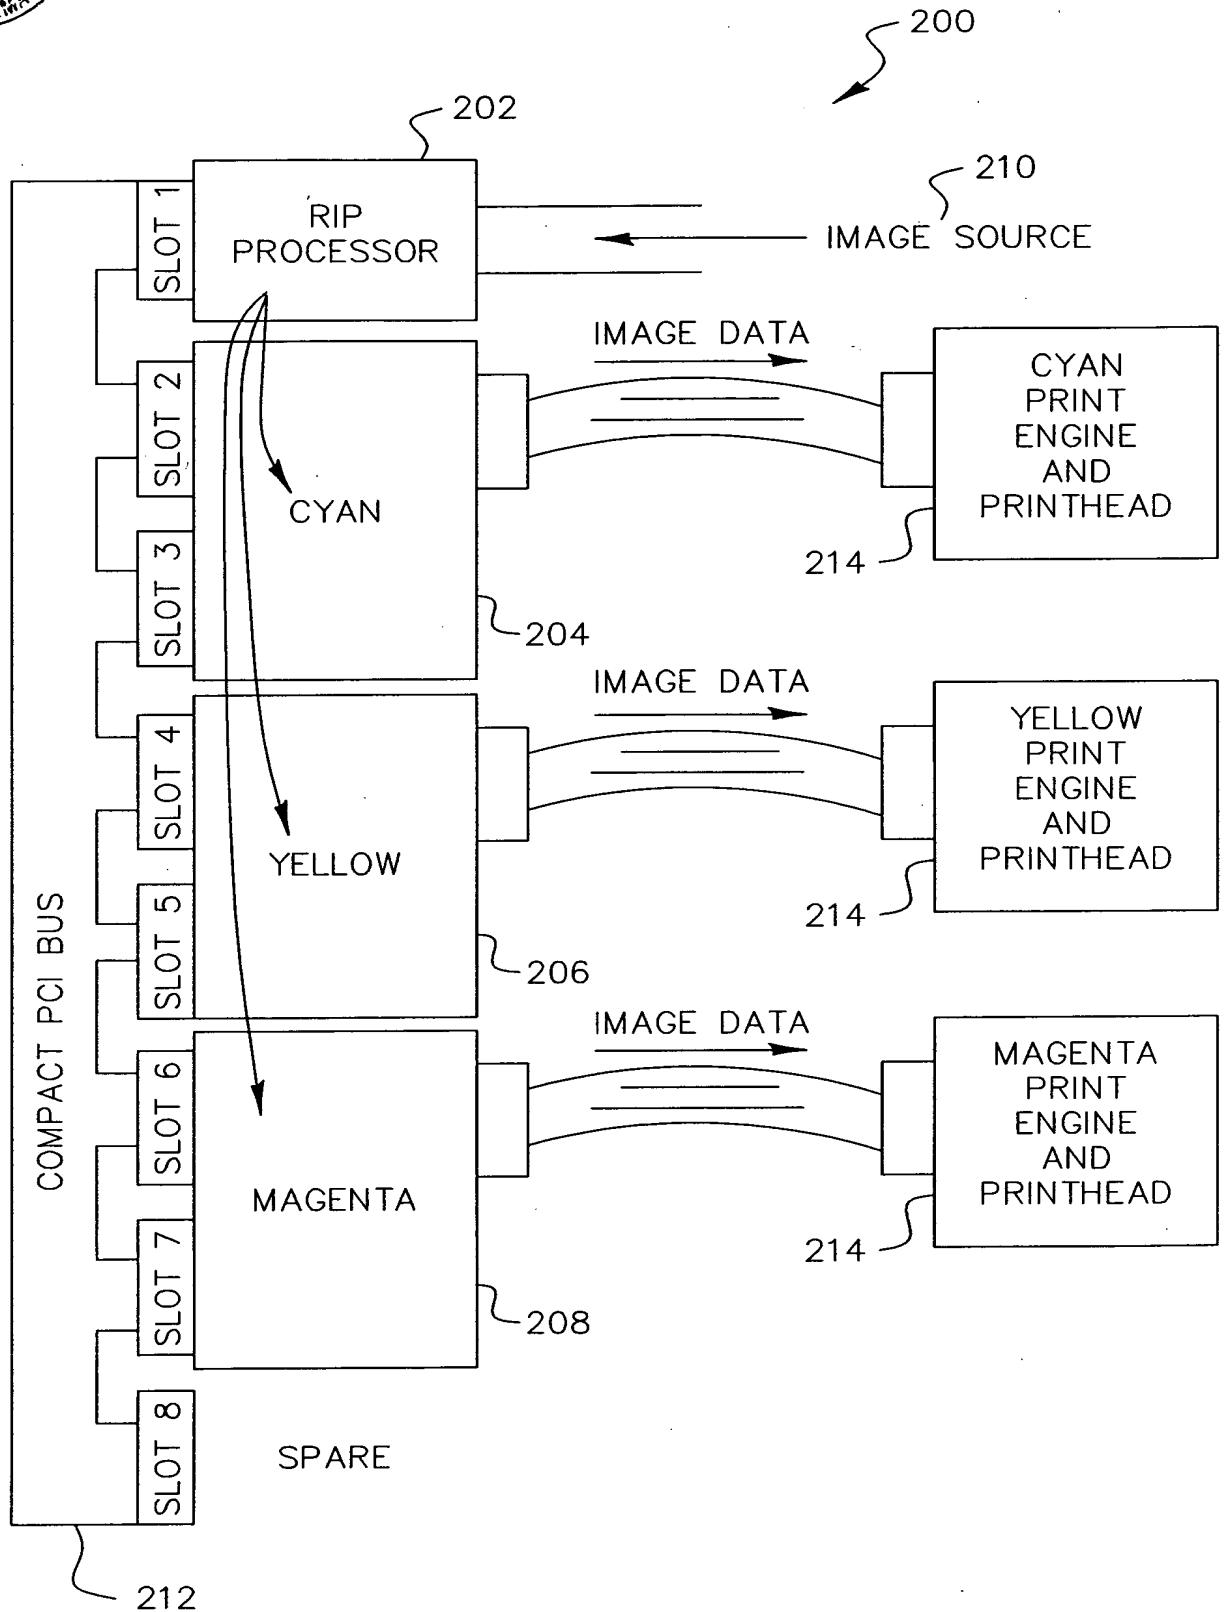 200
202
210
SLOT 1
RIP
PROCESSOR
IMAGE SOURCE
IMAGE DATA
SLOT 2
CYAN
CYAN
PRINT
ENGINE
AND
PRINTHEAD
214
SLOT 3
204
IMAGE DATA
SLOT 4
YELLOW
YELLOW
PRINT
ENGINE
AND
PRINTHEAD
214
SLOT 5
206
COMPACT PCI BUS
IMAGE DATA
SLOT 6
MAGENTA
MAGENTA
PRINT
ENGINE
AND
PRINTHEAD
214
SLOT 7
208
SLOT 8
SPARE
212